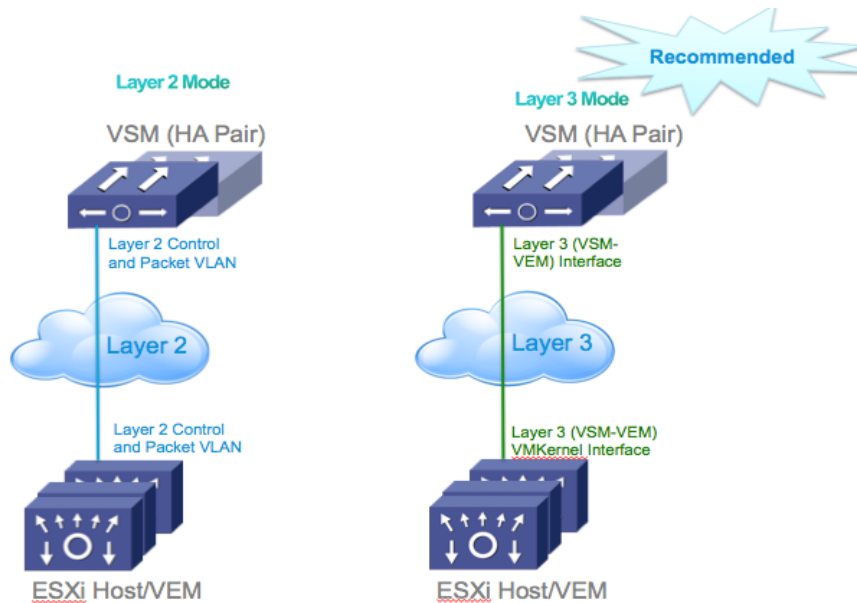 Recommended
Layer 2 Mode
VSM (HA Pair)
Layer 2 Control
and Packet VLAN
Layer 2
Layer 2 Control
and Packet VLAN
ESXi Host/VEM
Layer 3 Mode
VSM (HA Pair)
Layer 3 (VSM-
VEM) Interface
Layer 3
Layer 3 (VSM-VEM)
VMKernel Interface
ESXi Host/VEM